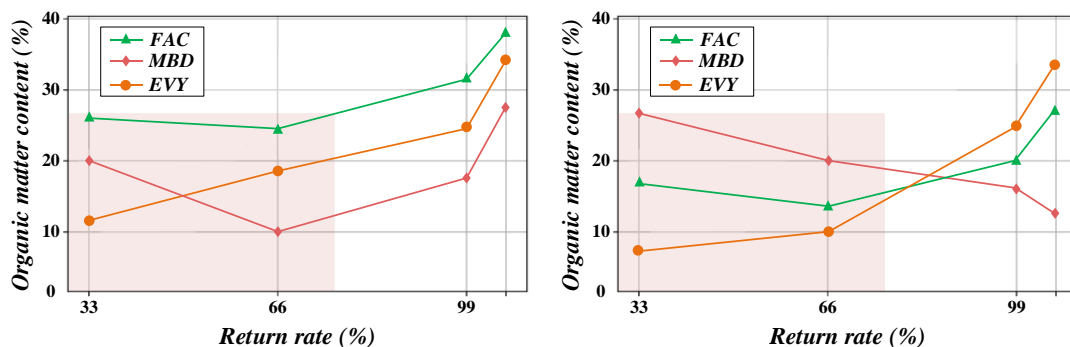 40
30
20
10
0
Organic mater content (%)
FAC
MBD
EVY
33 66 99
Return rate (%)
40
30
20
10
0
Organic matter content (%)
FAC
MBD
EVY
33 66 99
Return rate (%)